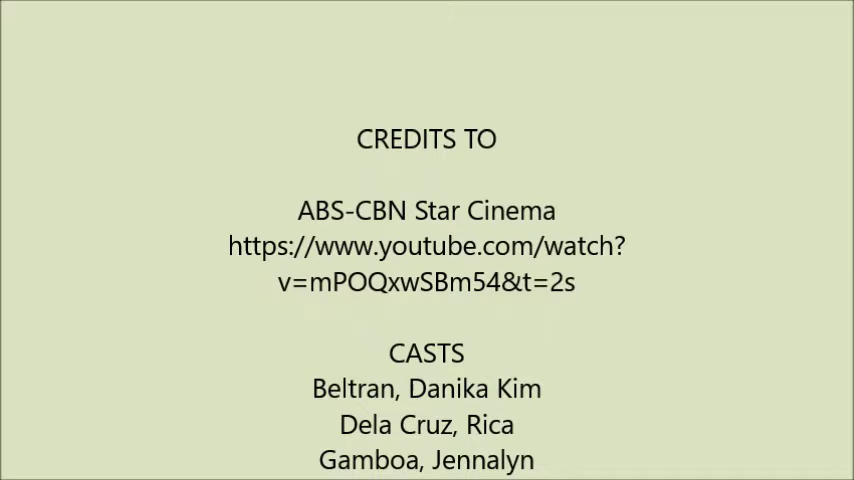 CREDITS TO
ABS-CBN Star Cinema
https://www.youtube.com/watch?
v=mPOQxwSBm54&t=2s
CASTS
Beltran, Danika Kim
Dela Cruz, Rica
Gamboa, Jennalyn